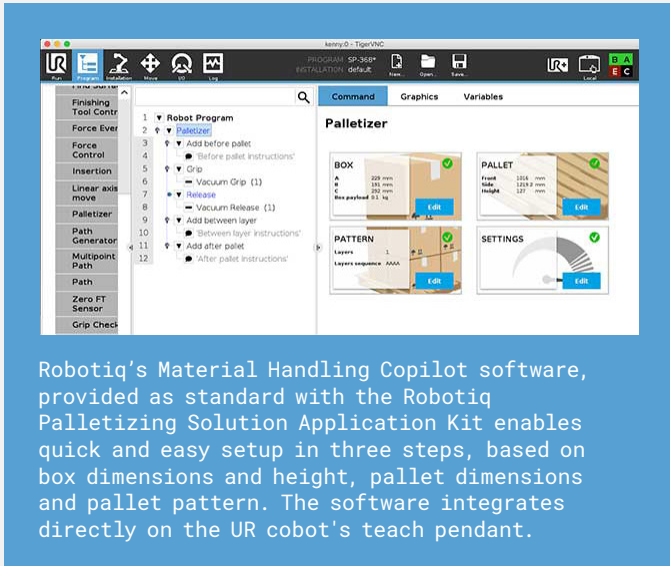 kenny:0 - TigerVNC
PROGRAM SP-368*
INSTALLATION default
UR
Run
Program
Installation
Move
I/O
Log
New...
Open...
Save...
UR+
Local
B A
E C
Finishing
Tool Contr
Force Ever
Force
Control
Insertion
Linear axis
move
Palletizer
Path
Generator
Multipoint
Path
Path
Zero FT
Sensor
Grip Check
1 Robot Program
2 Palletizer
3 Add before pallet
4 'Before pallet instructions'
5 Grip
6 Vacuum Grip (1)
7 Release
8 Vacuum Release (1)
9 Add between layer
10 'Between layer instructions'
11 Add after pallet
12 'After pallet instructions'
Command Graphics Variables
Palletizer
BOX
A 229 mm
B 191 mm
C 292 mm
Box payload 0.1 kg
Edit
PALLET
Front 1016 mm
Side 1219.2 mm
Height 127 mm
Edit
PATTERN
Layers 1
Layers sequence AAAA
Edit
SETTINGS
Edit
Robotiq’s Material Handling Copilot software,
provided as standard with the Robotiq
Palletizing Solution Application Kit enables
quick and easy setup in three steps, based on
box dimensions and height, pallet dimensions
and pallet pattern. The software integrates
directly on the UR cobot's teach pendant.